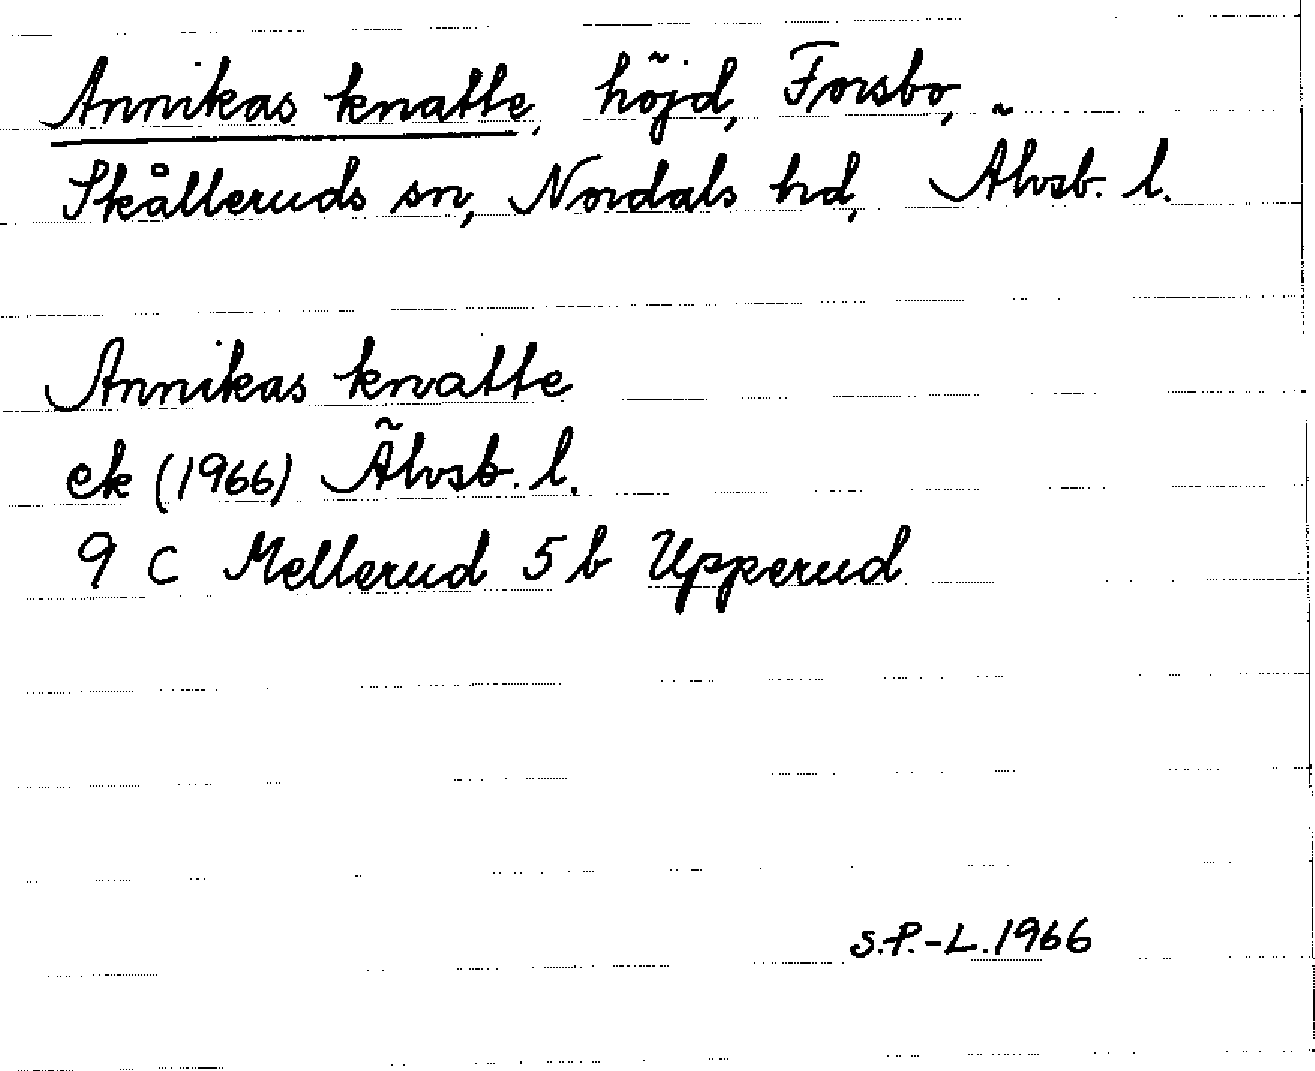 Annikas knatte, höjd, Forsbo,
Skålleruds sn, Nordals hd, Älvsb. l.
Annikas knatte
ek (1966) Älvsb. l.
9 C Mellerud 5 b Upperud
S.P.-L. 1966